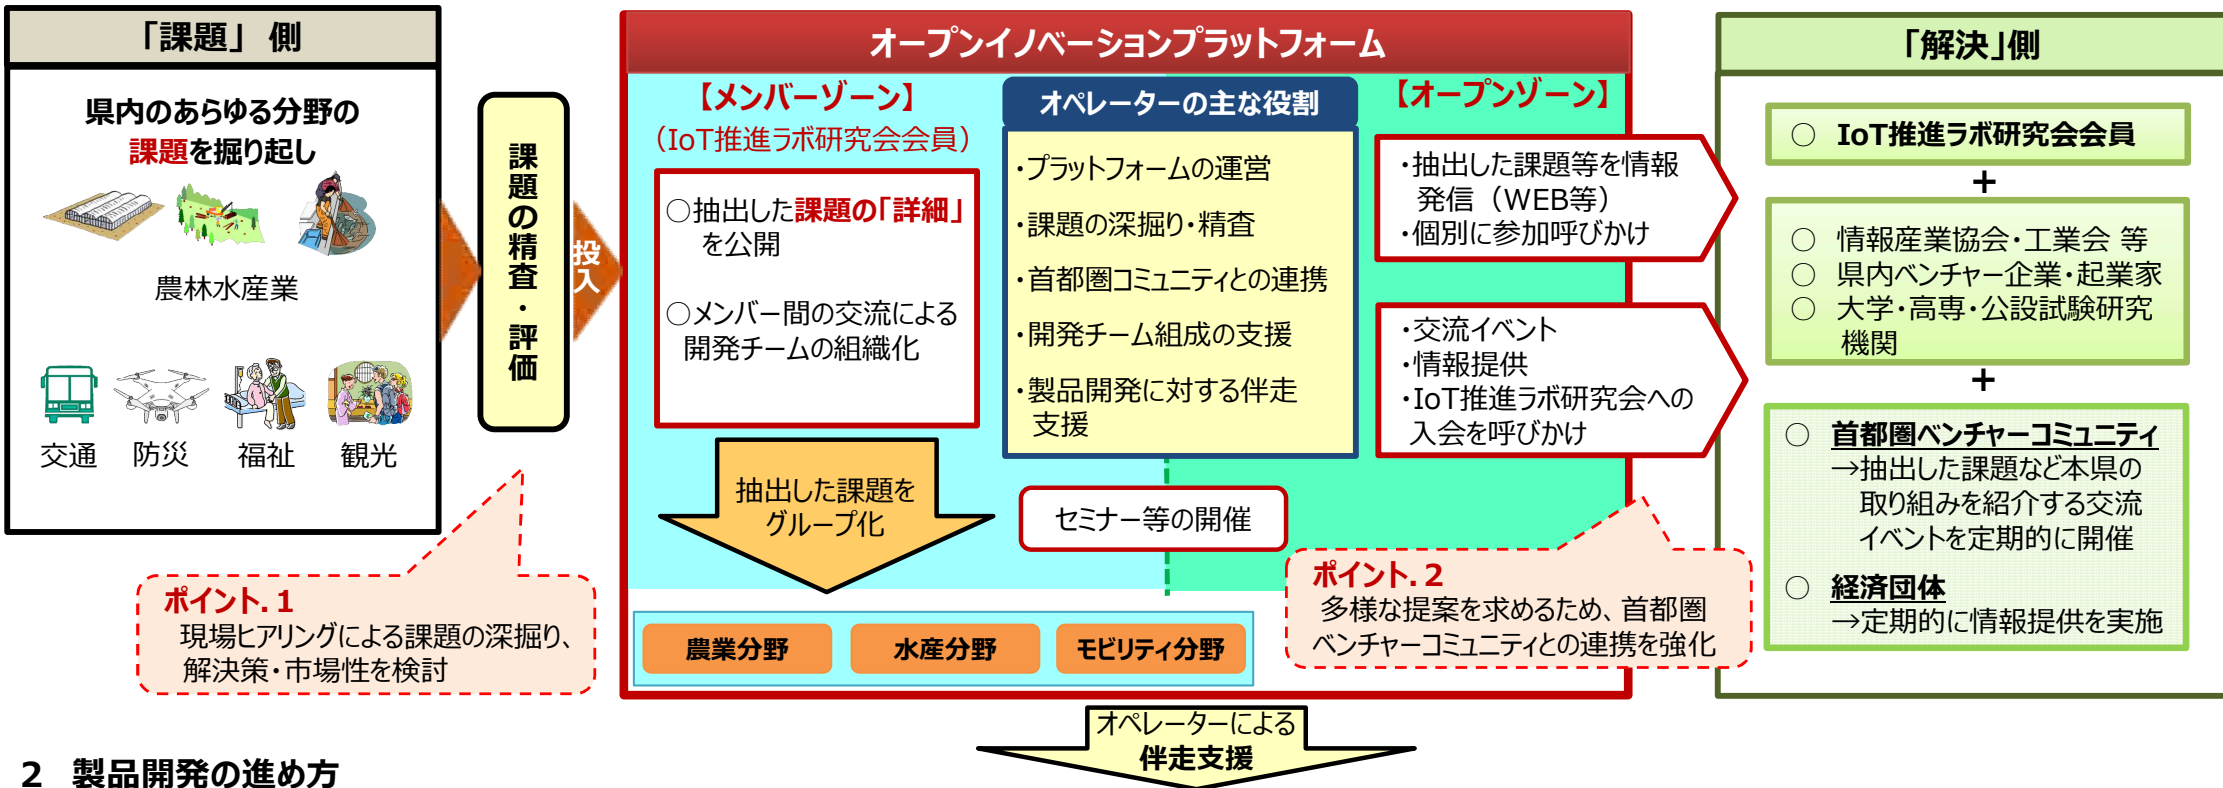 「課題」 側
県内のあらゆる分野の
課題を掘り起し
農林水産業
交通
防災
福祉
観光
課題の精査・評価
投入
オープンイノベーションプラットフォーム
【メンバーゾーン】
（IoT推進ラボ研究会会員）
○抽出した課題の「詳細」
を公開
○メンバー間の交流による
開発チームの組織化
オペレーターの主な役割
・プラットフォームの運営
・課題の深掘り・精査
・首都圏コミュニティとの連携
・開発チーム組成の支援
・製品開発に対する伴走
支援
【オープンゾーン】
・抽出した課題等を情報
発信（WEB等）
・個別に参加呼びかけ
・交流イベント
・情報提供
・IoT推進ラボ研究会への
入会を呼びかけ
抽出した課題を
グループ化
セミナー等の開催
農業分野
水産分野
モビリティ分野
ポイント．1
現場ヒアリングによる課題の深掘り、
解決策・市場性を検討
ポイント．2
多様な提案を求めるため、首都圏
ベンチャーコミュニティとの連携を強化
「解決」側
○ IoT推進ラボ研究会会員
+
○ 情報産業協会・工業会 等
○ 県内ベンチャー企業・起業家
○ 大学・高専・公設試験研究
機関
+
○ 首都圏ベンチャーコミュニティ
→抽出した課題など本県の
取り組みを紹介する交流
イベントを定期的に開催
○ 経済団体
→定期的に情報提供を実施
オペレーターによる
伴走支援
2 製品開発の進め方